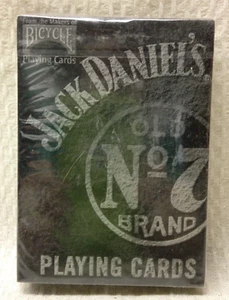 From the Makers of
BICYCLE
Playing Cards
JACK DANIEL'S
OLD
No 7
BRAND
PLAYING CARDS